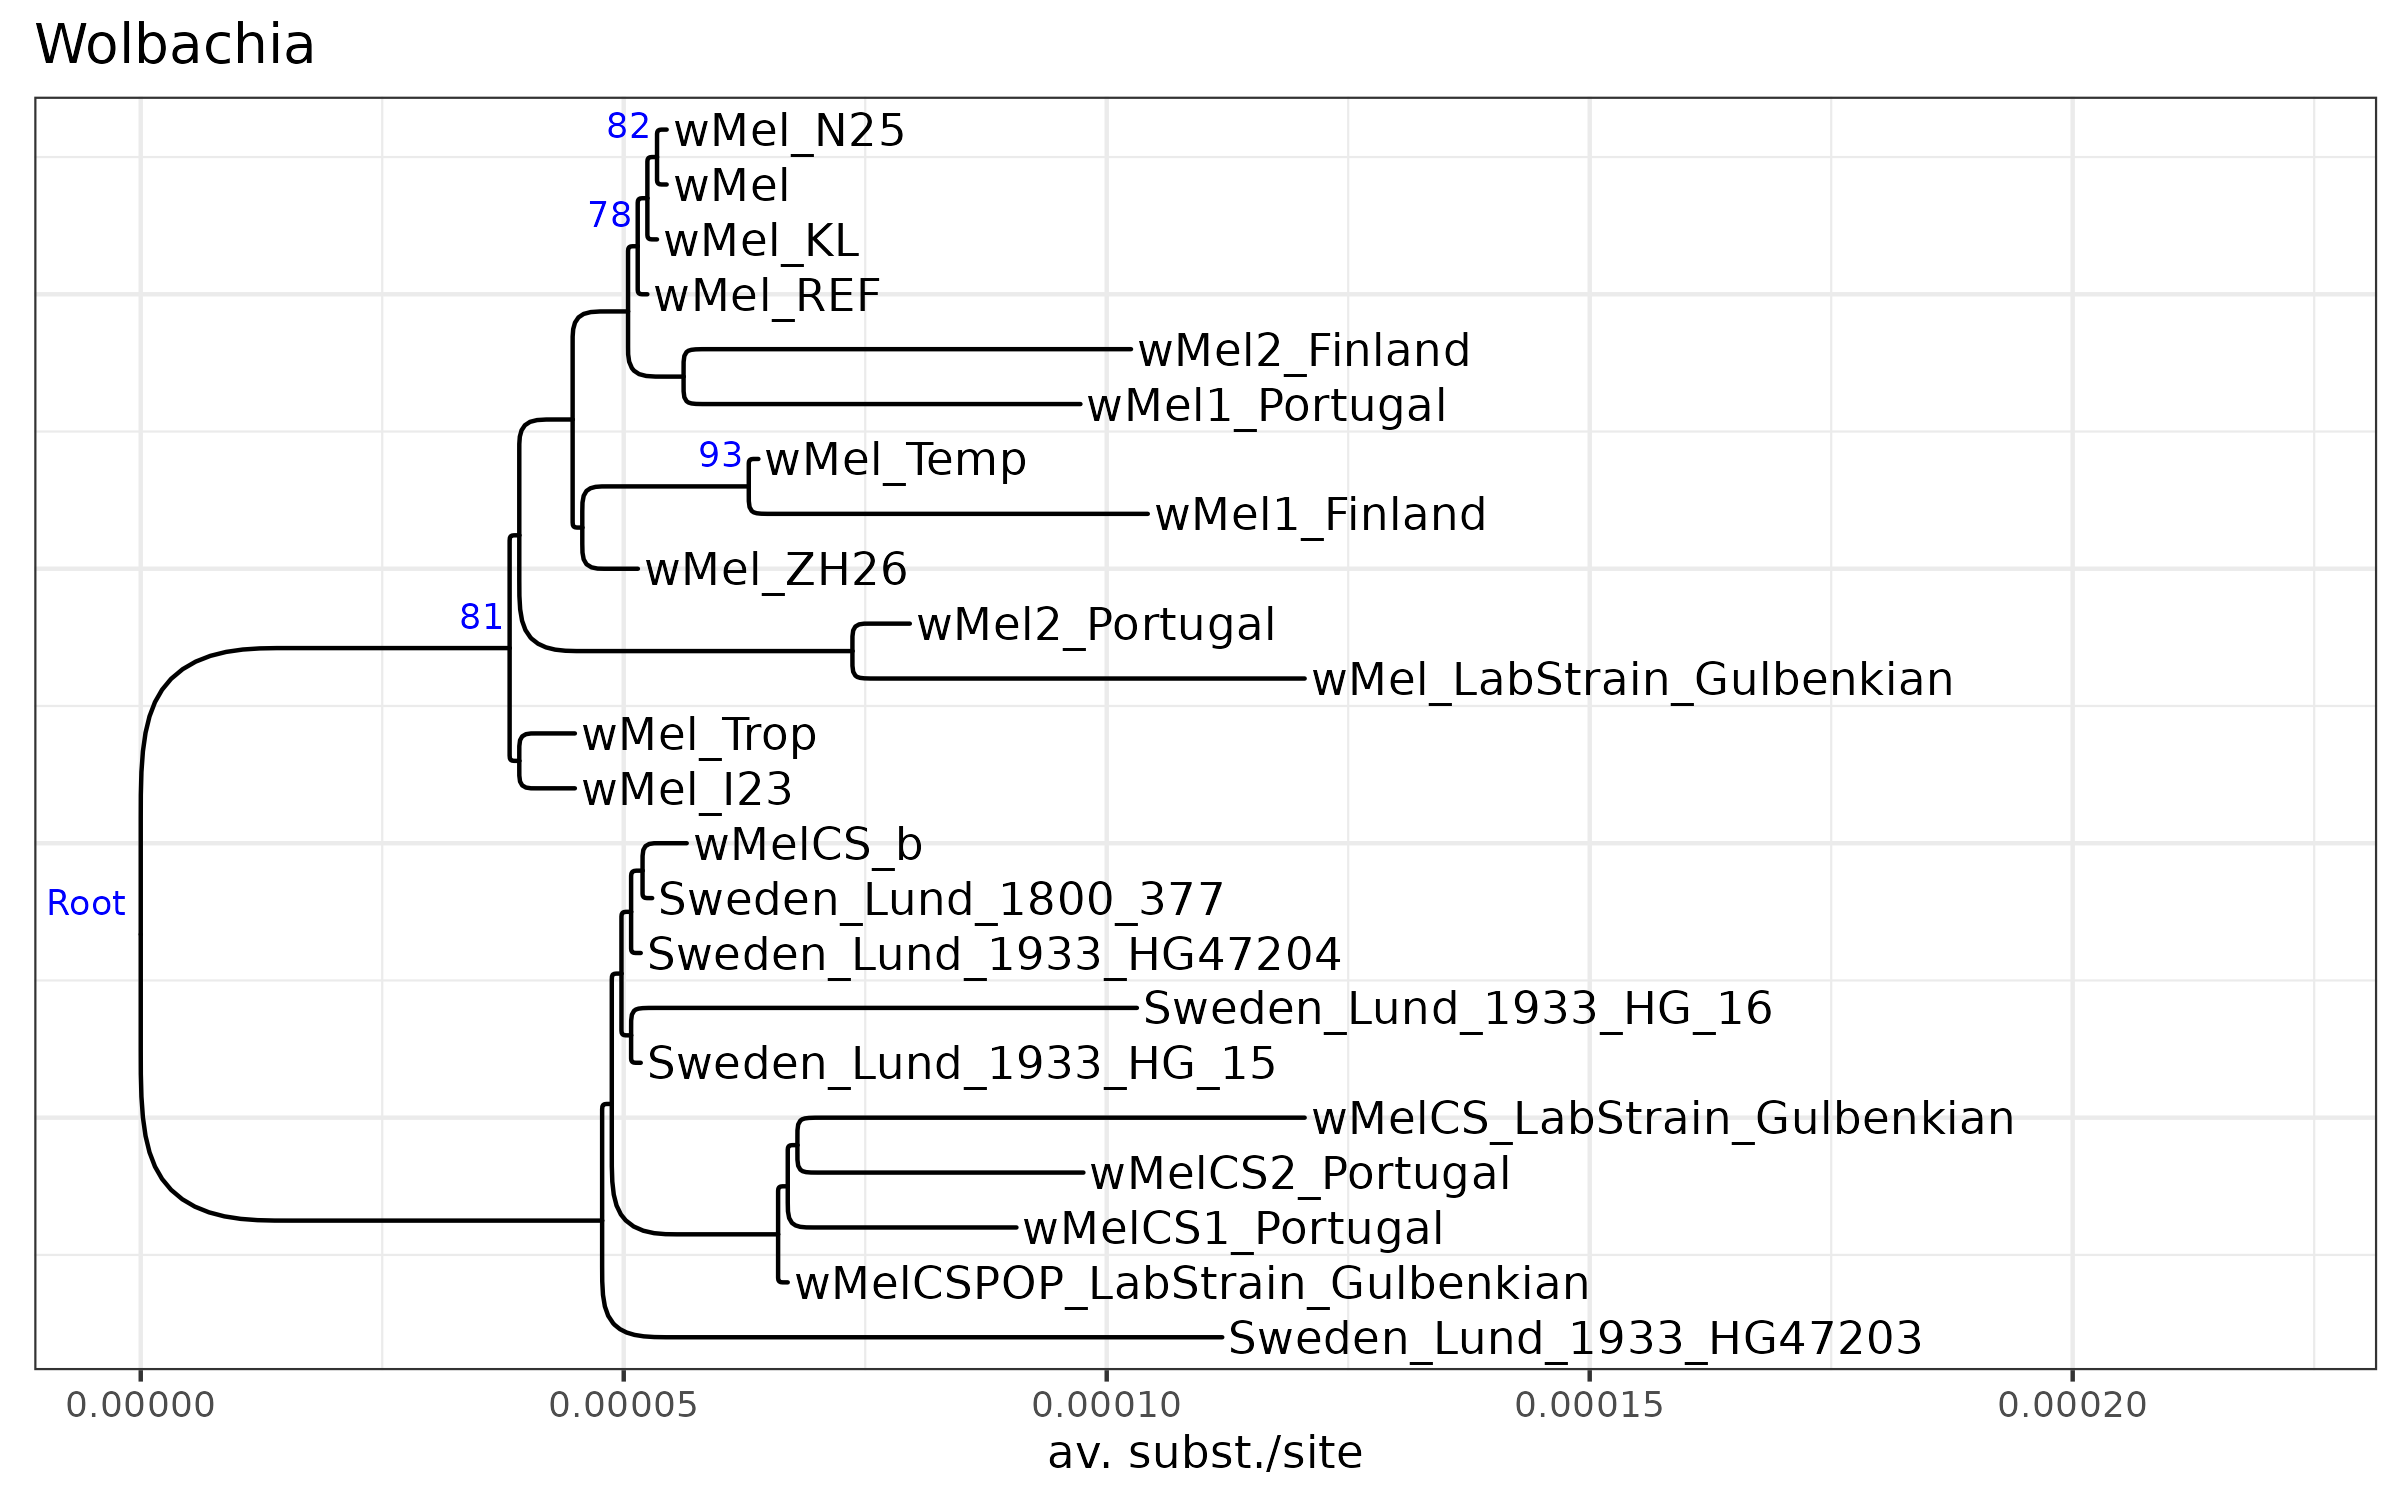 Wolbachia
82
wMel_N25
wMel
78
wMel_KL
wMel_REF
wMel2_Finland
wMel1_Portugal
93
wMel_Temp
wMel1_Finland
wMel_ZH26
81
wMel2_Portugal
wMel_LabStrain_Gulbenkian
wMel_Trop
wMel_I23
wMelCS_b
Root
Sweden_Lund_1800_377
Sweden_Lund_1933_HG47204
Sweden_Lund_1933_HG_16
Sweden_Lund_1933_HG_15
wMelCS_LabStrain_Gulbenkian
wMelCS2_Portugal
wMelCS1_Portugal
wMelCSPOP_LabStrain_Gulbenkian
Sweden_Lund_1933_HG47203
0.00000 0.00005 0.00010 0.00015 0.00020
av. subst./site